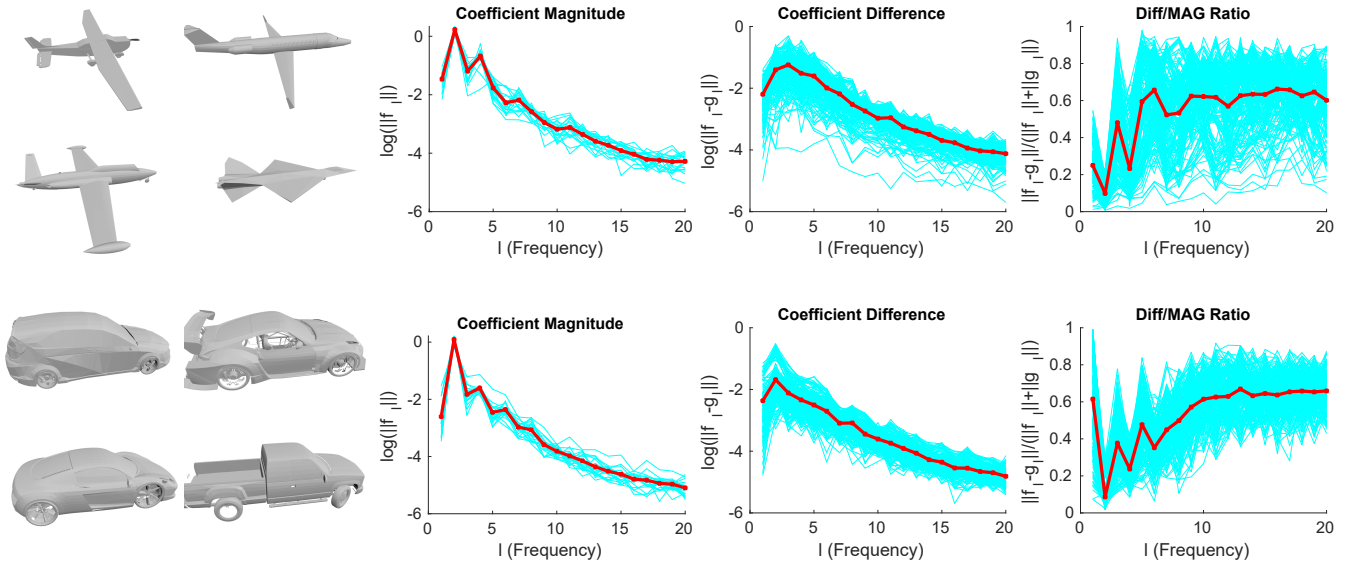 Coefficient Magnitude
log(||f_l||)
0
-2
-4
-6
0 5 10 15 20
l (Frequency)
Coefficient Difference
log(||f_l-g_l||)
0
-2
-4
-6
0 5 10 15 20
l (Frequency)
Diff/MAG Ratio
||f_l-g_l||/(||f_l||+||g_l||)
1
0.8
0.6
0.4
0.2
0
0 10 20
l (Frequency)
Coefficient Magnitude
log(||f_l||)
0
-2
-4
-6
0 5 10 15 20
l (Frequency)
Coefficient Difference
log(||f_l-g_l||)
0
-2
-4
-6
0 5 10 15 20
l (Frequency)
Diff/MAG Ratio
||f_l-g_l||/(||f_l||+||g_l||)
1
0.8
0.6
0.4
0.2
0
0 10 20
l (Frequency)